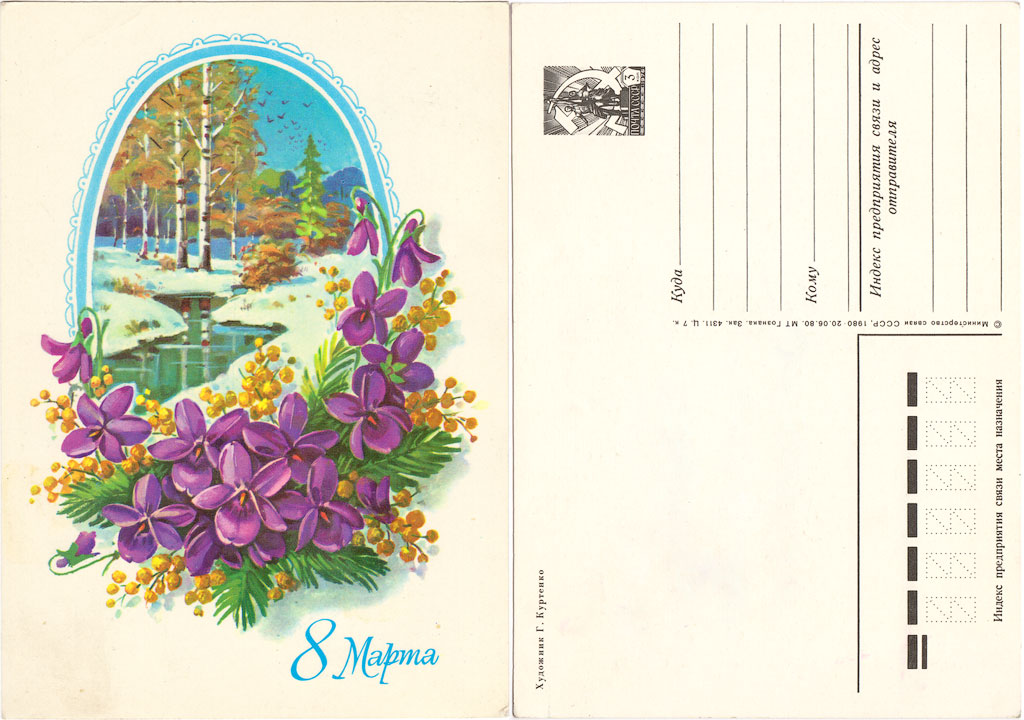 8 Марта
ПОЧТА СССР
3
Куда
Кому
Индекс предприятия связи и адрес
отправителя
© Министерство связи СССР, 1980 - 20.06.80. МТ Гознака. Зак. 4311. Ц. 7 к.
Индекс предприятия связи места назначения
Художник Г. Куртенко